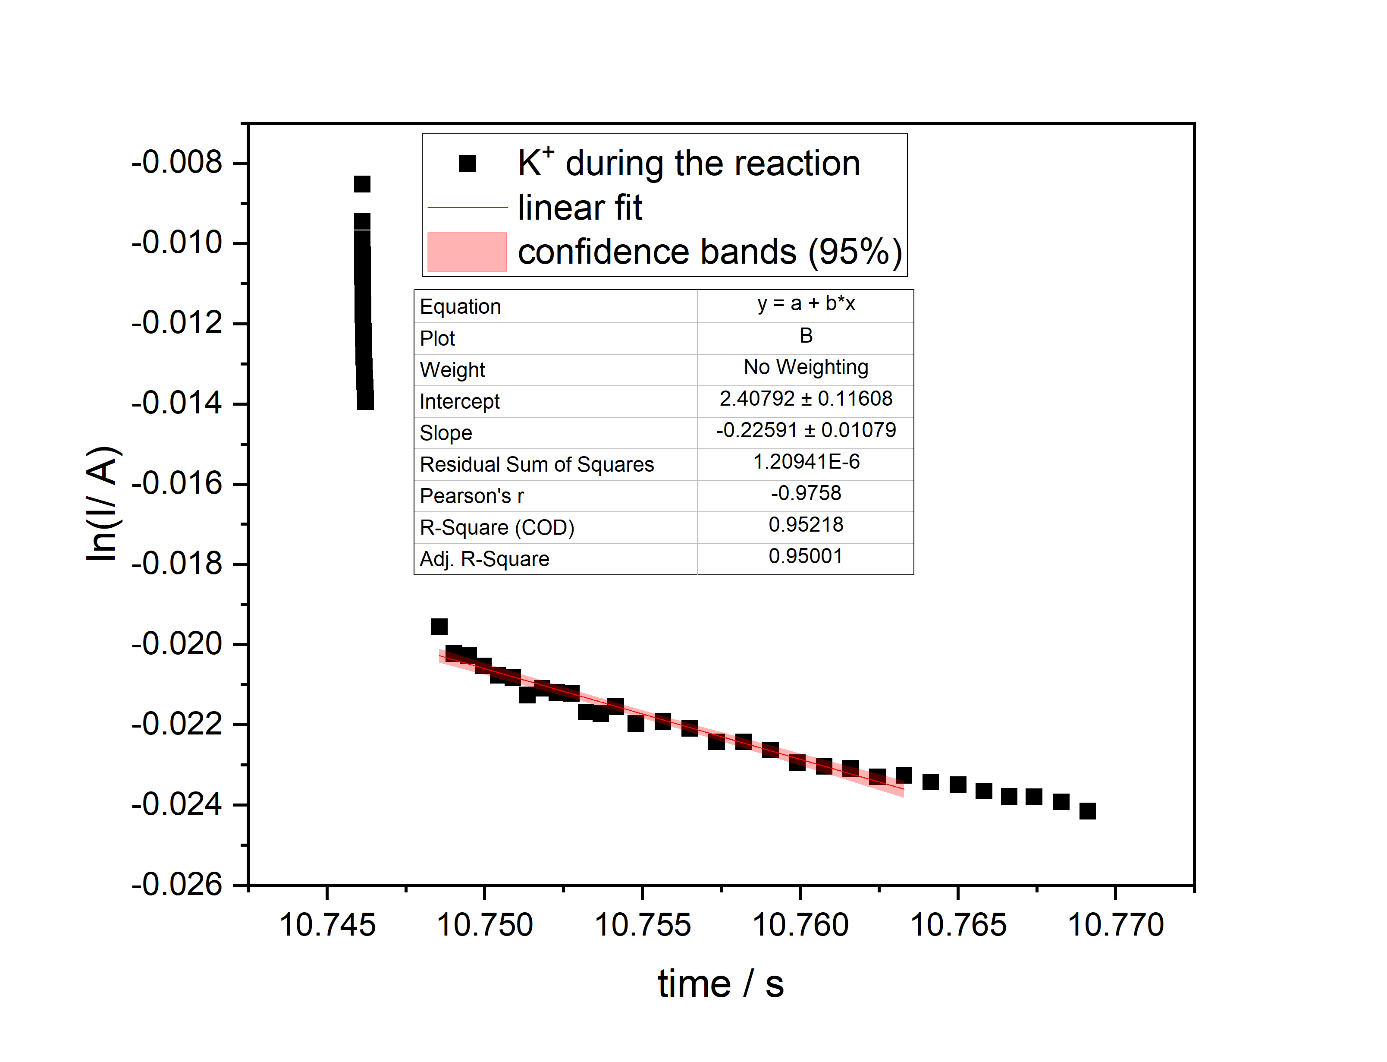 K+ during the reaction
linear fit
confidence bands (95%)
Equation y = a + b*x
Plot B
Weight No Weighting
Intercept 2.40792 ± 0.11608
Slope -0.22591 ± 0.01079
Residual Sum of Squares 1.20941E-6
Pearson's r -0.9758
R-Square (COD) 0.95218
Adj. R-Square 0.95001
ln(I/ A)
-0.008
-0.010
-0.012
-0.014
-0.016
-0.018
-0.020
-0.022
-0.024
-0.026
10.745 10.750 10.755 10.760 10.765 10.770
time / s